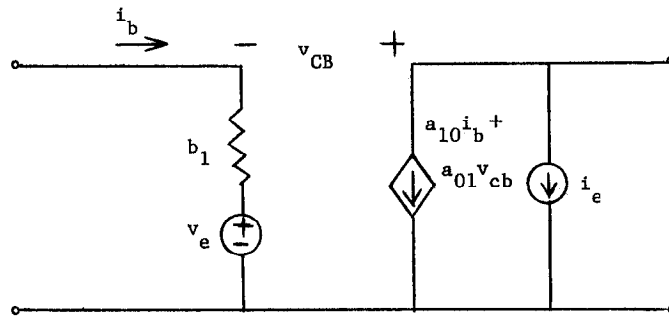 i_b
− v_CB +
a_10 i_b +
b_1
a_01 v_cb
i_e
v_e
+
−